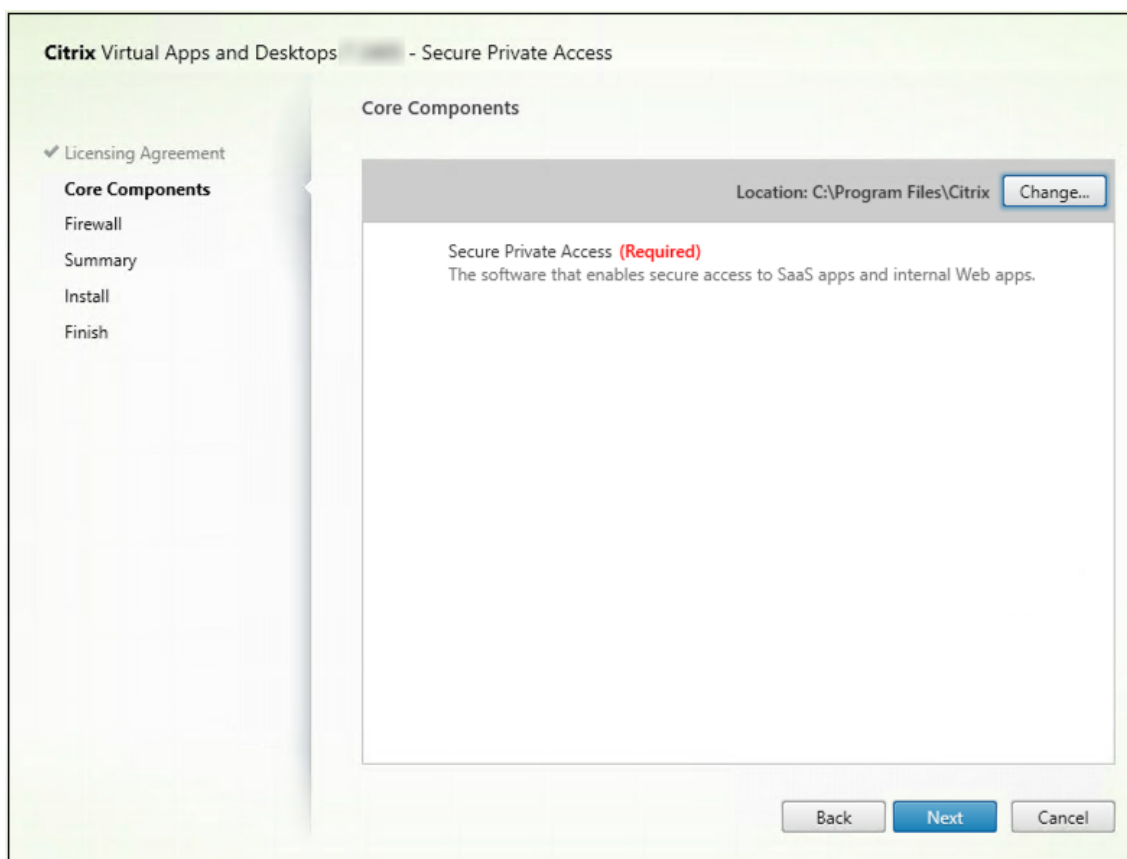 Citrix Virtual Apps and Desktops - Secure Private Access
Core Components
Licensing Agreement
Core Components
Firewall
Summary
Install
Finish
Location: C:\Program Files\Citrix
Change...
Secure Private Access (Required)
The software that enables secure access to SaaS apps and internal Web apps.
Back
Next
Cancel